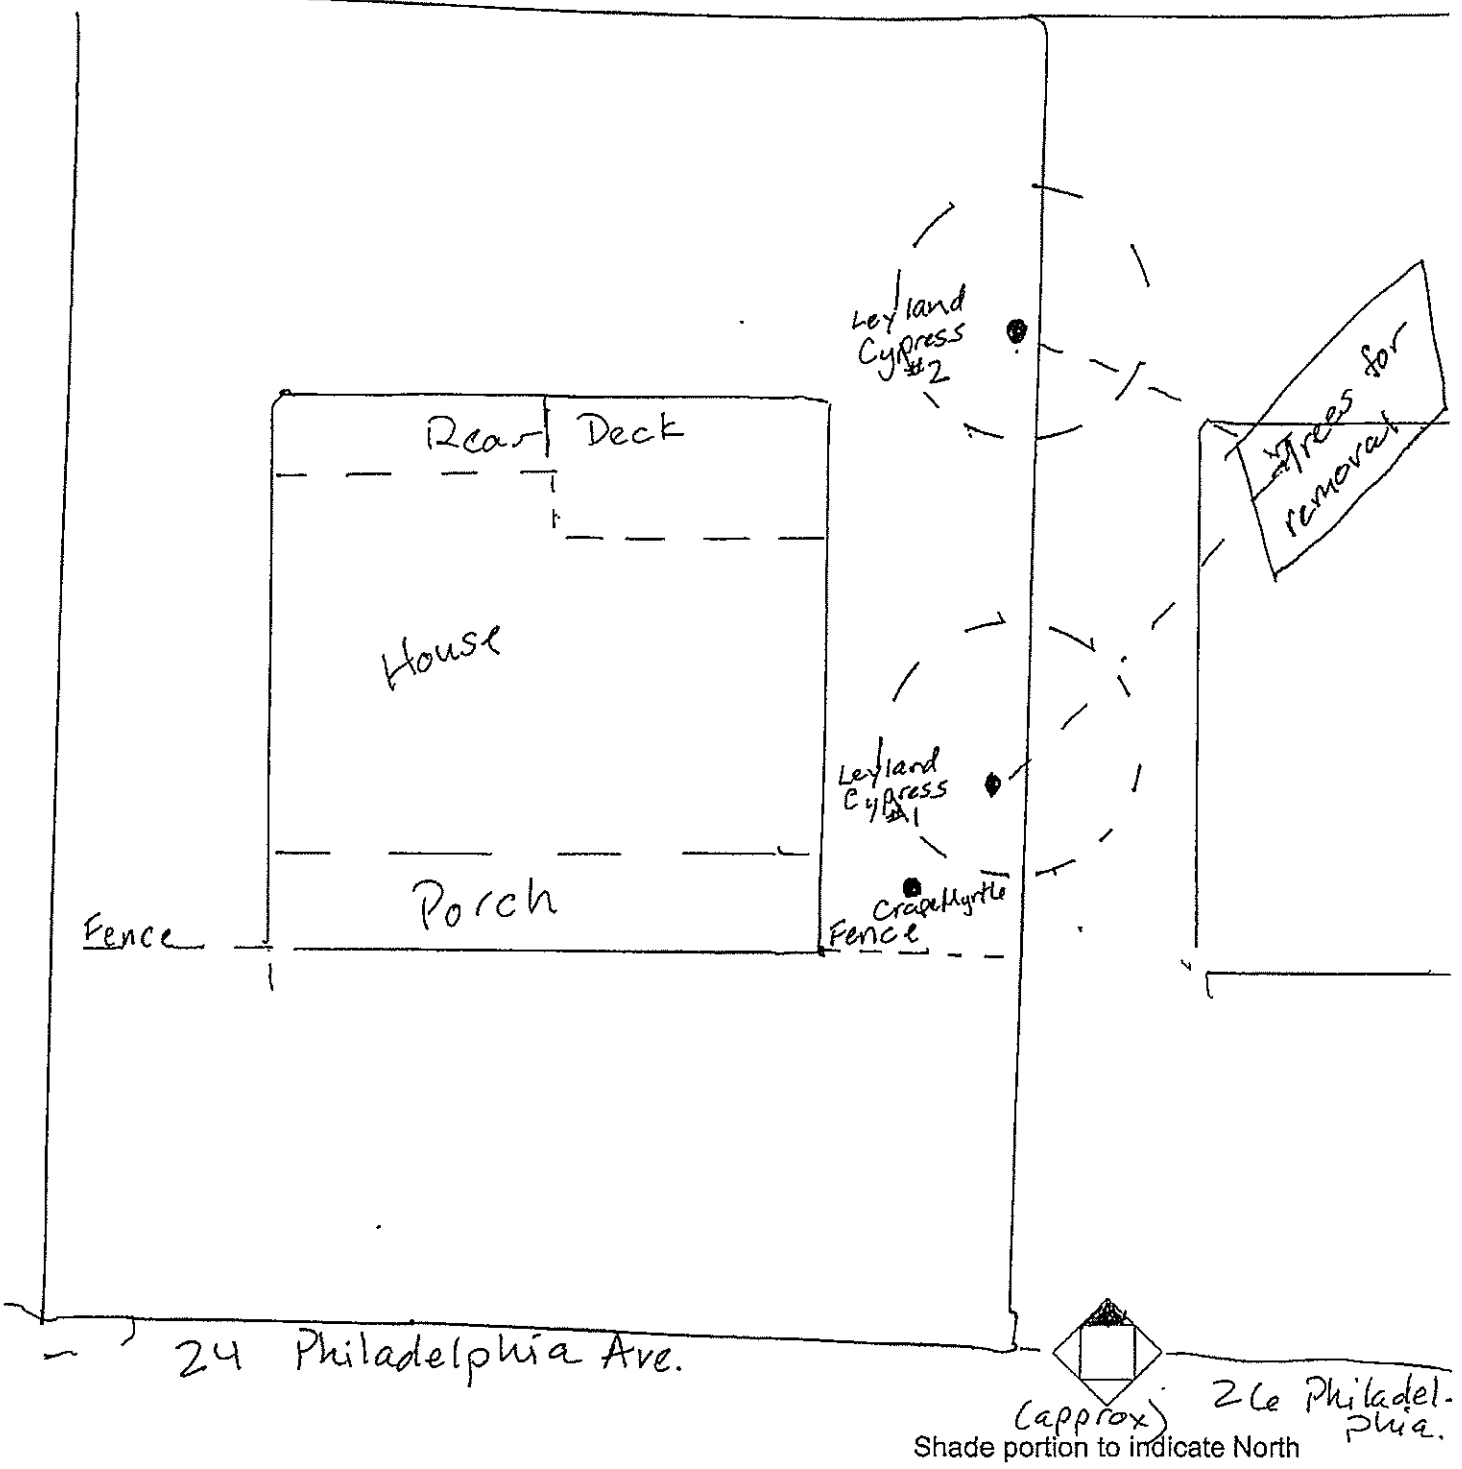 Leyland
Cypress
#2
Rear Deck
Trees for
removal
House
Leyland
Cypress
#1
Porch
Crape Myrtle
Fence
Fence
24 Philadelphia Ave.
26 Philadel-
phia.
(approx)
Shade portion to indicate North